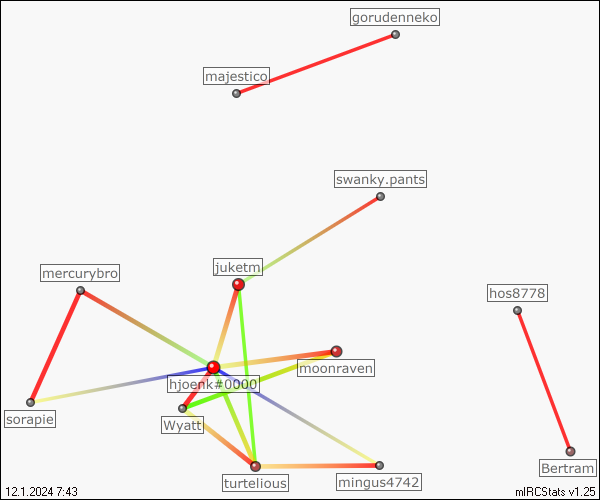 gorudenneko
majestico
swanky.pants
juketm
mercurybro
hos8778
moonraven
hjoenk#0000
sorapie
Wyatt
Bertram
turtelious
mingus4742
12.1.2024 7:43
mIRCStats v1.25